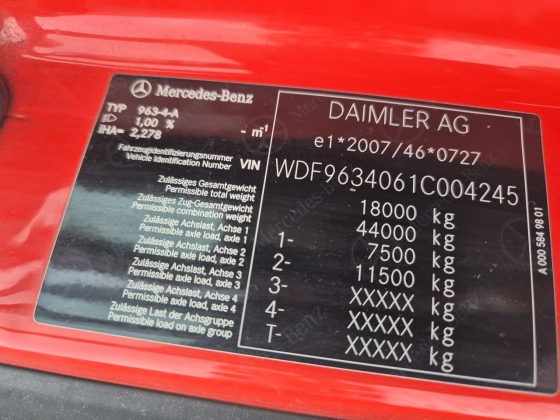 Mercedes-Benz
TYP 963-4-A
1,00 %
IHA= 2,278 - m⁻¹
DAIMLER AG
e1*2007/46*0727
Fahrzeugidentifizierungsnummer
Vehicle Identification Number VIN WDF9634061C004245
Zulässiges Gesamtgewicht
Permissible total weight 18000 kg
Zulässiges Zug-Gesamtgewicht
Permissible combination weight 44000 kg
Zulässige Achslast, Achse 1
Permissible axle load, axle 1 1- 7500 kg
Zulässige Achslast, Achse 2
Permissible axle load, axle 2 2- 11500 kg
Zulässige Achslast, Achse 3
Permissible axle load, axle 3 3- XXXXX kg
Zulässige Achslast, Achse 4
Permissible axle load, axle 4 4- XXXXX kg
Zulässige Last der Achsgruppe
Permissible load on axle group T- XXXXX kg
A 000 584 98 01